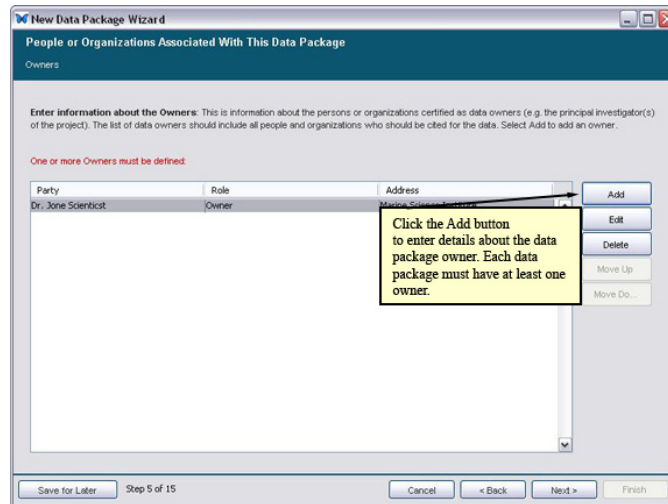 New Data Package Wizard
People or Organizations Associated With This Data Package
Owners
Enter information about the Owners: This is information about the persons or organizations certified as data owners (e.g. the principal investigator(s)
of the project). The list of data owners should include all people and organizations who should be cited for the data. Select Add to add an owner.
One or more Owners must be defined:
Party Role Address
Dr. Jone Scienticst Owner Marine Science
Add
Edit
Delete
Move Up
Move Do...
Click the Add button
to enter details about the data
package owner. Each data
package must have at least one
owner.
Save for Later Step 5 of 15 Cancel < Back Next > Finish